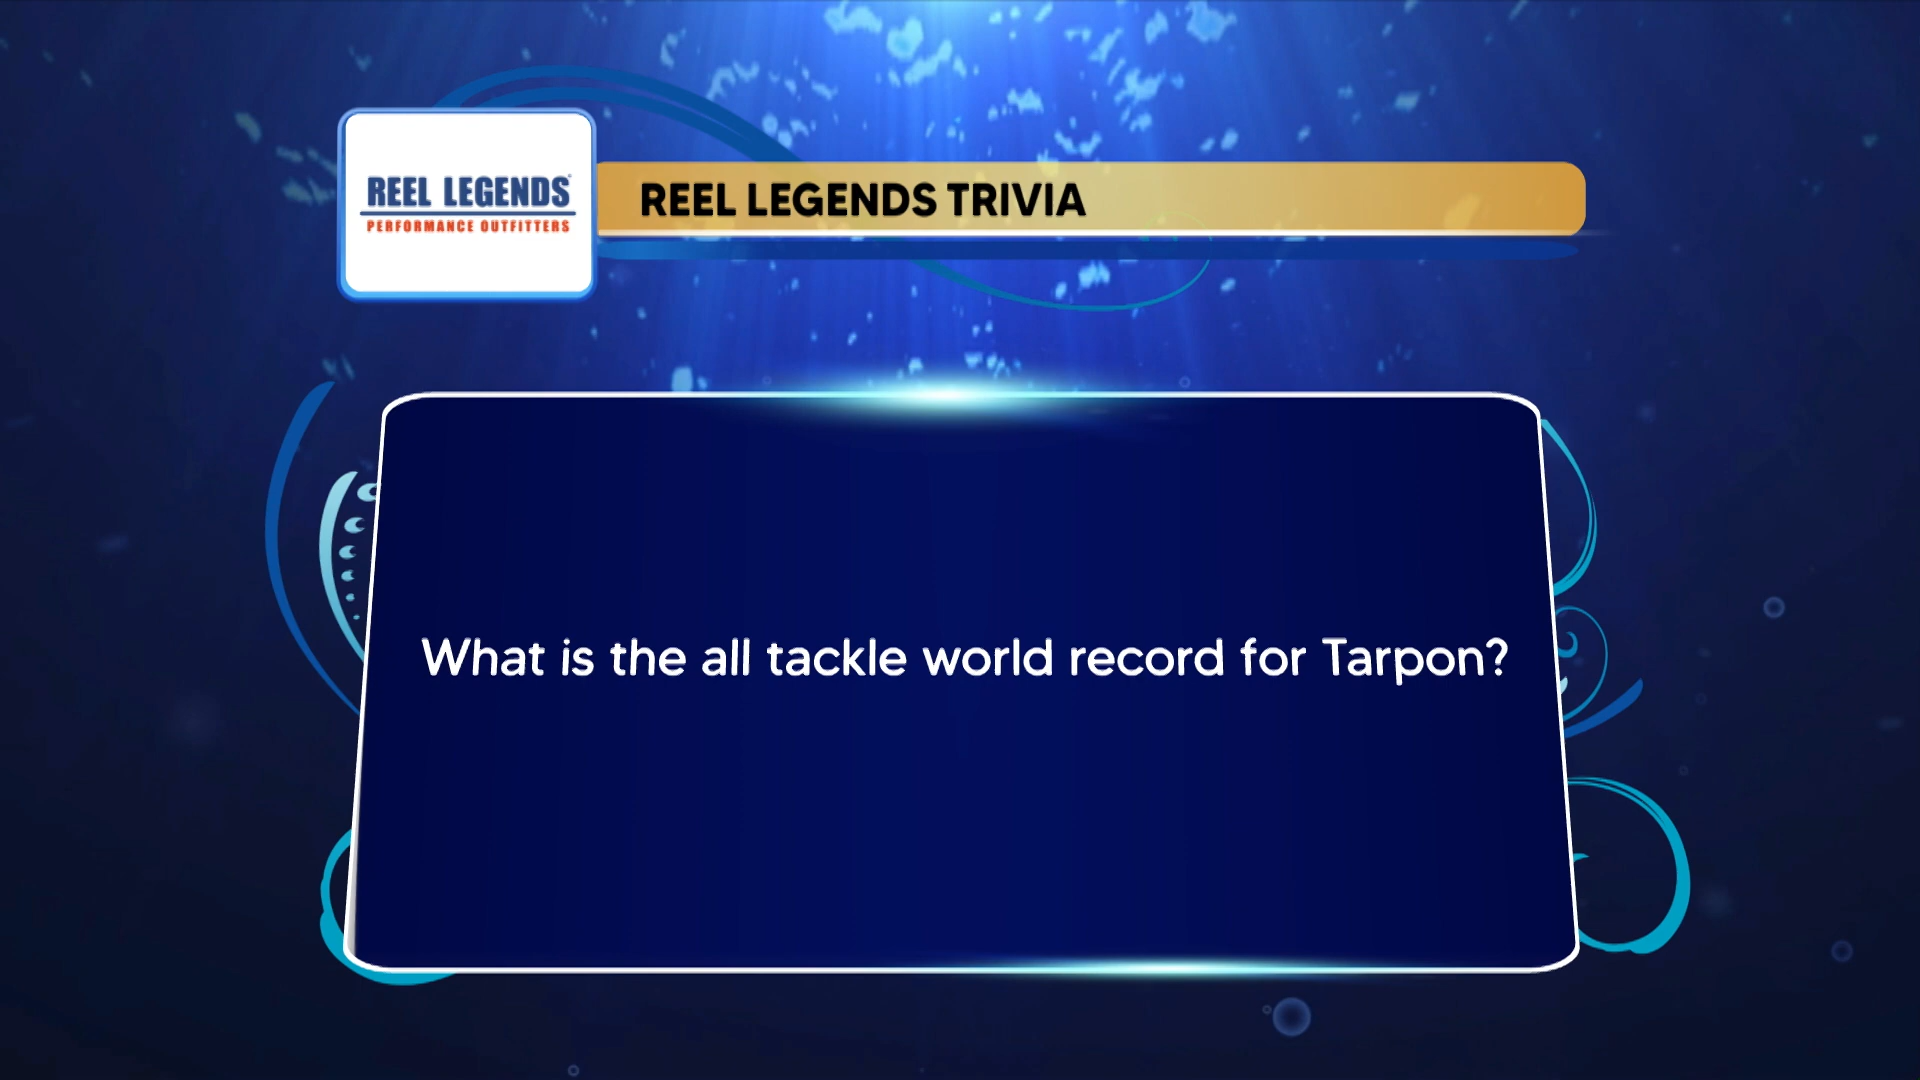 REEL LEGENDS
PERFORMANCE OUTFITTERS
REEL LEGENDS TRIVIA
What is the all tackle world record for Tarpon?